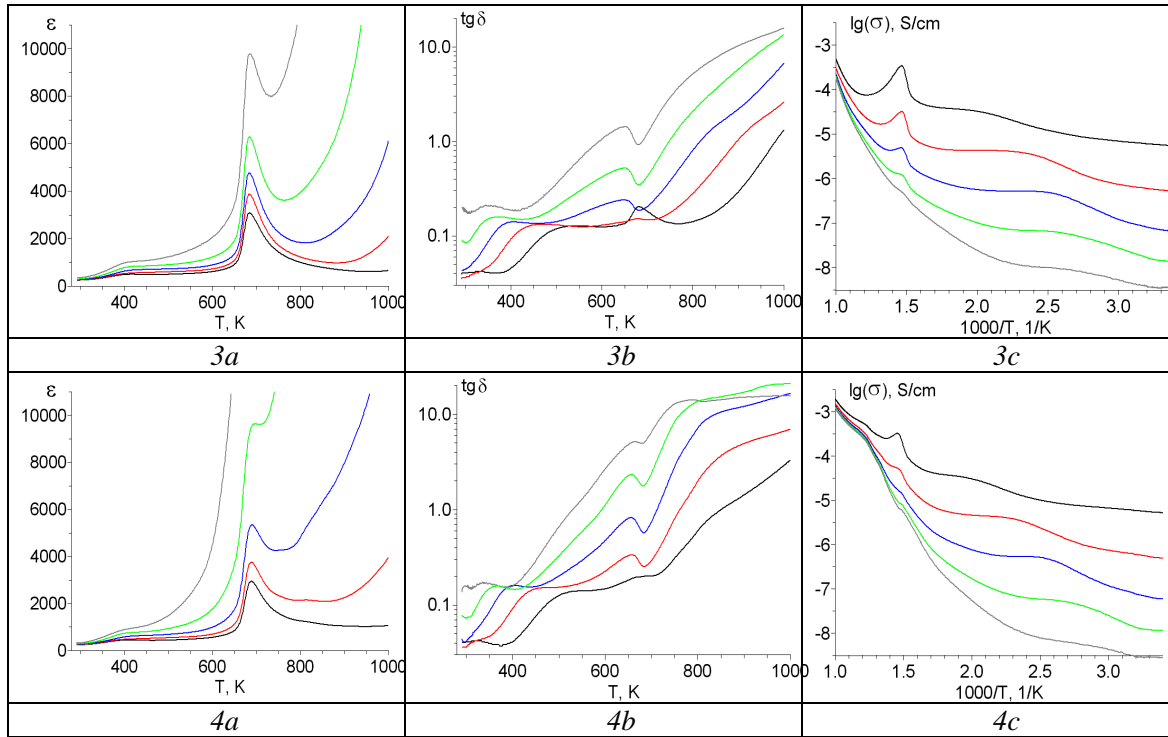 ε
10000
8000
6000
4000
2000
0
400 600 800 1000
T, K
tgδ
10.0
1.0
0.1
400 600 800 1000
T, K
lg(σ), S/cm
-3
-4
-5
-6
-7
-8
1.0 1.5 2.0 2.5 3.0
1000/T, 1/K
3a 3b 3c
ε
10000
8000
6000
4000
2000
0
400 600 800 1000
T, K
tgδ
10.0
1.0
0.1
400 600 800 1000
T, K
lg(σ), S/cm
-3
-4
-5
-6
-7
-8
1.0 1.5 2.0 2.5 3.0
1000/T, 1/K
4a 4b 4c